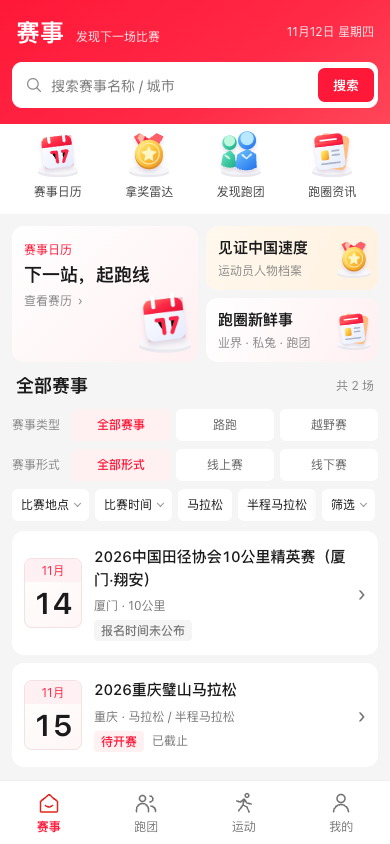 赛事 发现下一场比赛 11月12日 星期四
搜索赛事名称 / 城市 搜索
赛事日历 拿奖雷达 发现跑团 跑圈资讯
赛事日历
下一站，起跑线
查看赛历 ›
见证中国速度
运动员人物档案
跑圈新鲜事
业界 · 私兔 · 跑团
全部赛事 共 2 场
赛事类型 全部赛事 路跑 越野赛
赛事形式 全部形式 线上赛 线下赛
比赛地点 比赛时间 马拉松 半程马拉松 筛选
11月
14
2026中国田径协会10公里精英赛（厦
门·翔安）
厦门 · 10公里
报名时间未公布
11月
15
2026重庆璧山马拉松
重庆 · 马拉松 / 半程马拉松
待开赛 已截止
赛事 跑团 运动 我的